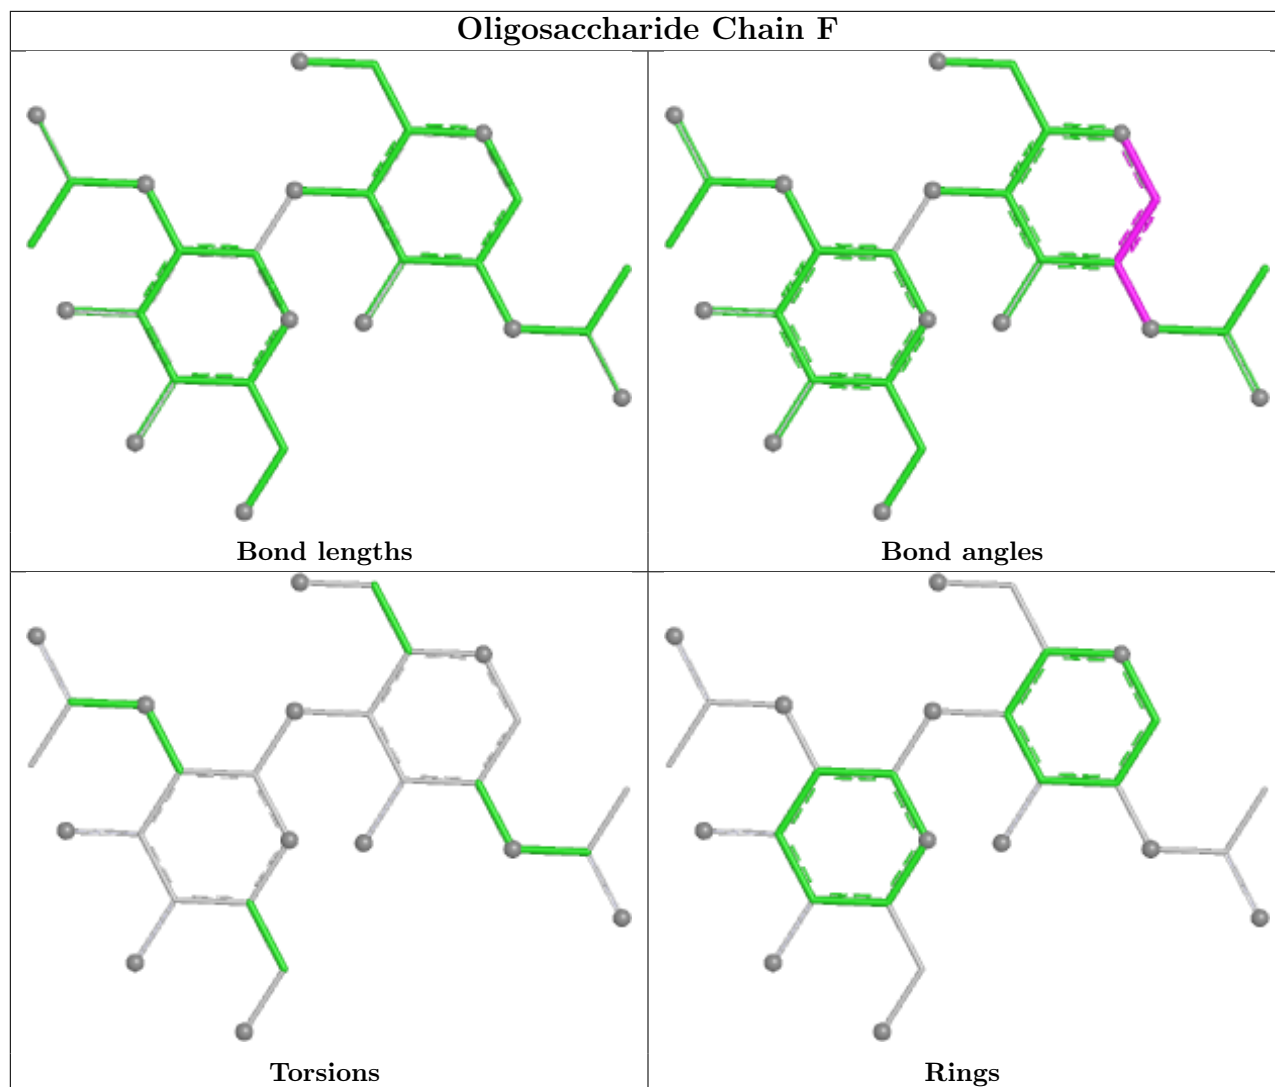 Oligosaccharide Chain F
Bond lengths
Bond angles
Torsions
Rings